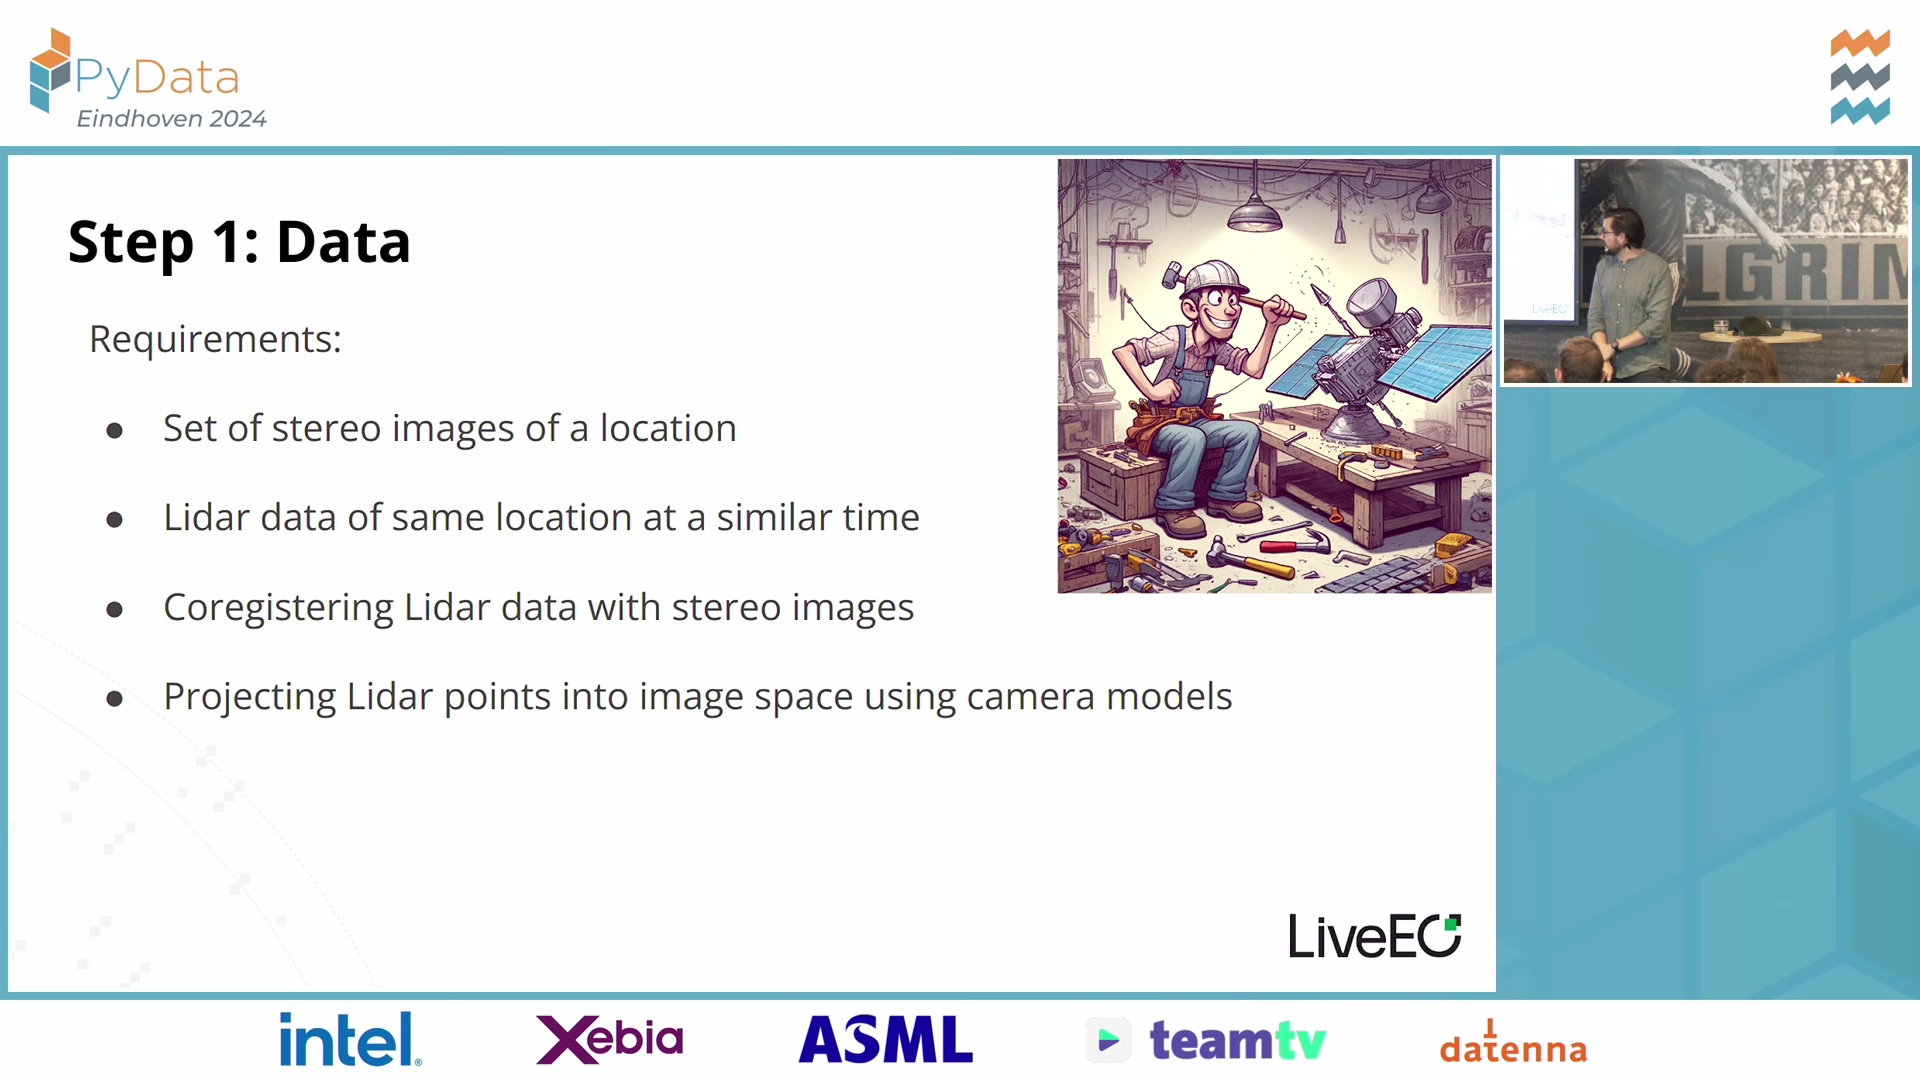 PyData
Eindhoven 2024
Step 1: Data
Requirements:
● Set of stereo images of a location
● Lidar data of same location at a similar time
● Coregistering Lidar data with stereo images
● Projecting Lidar points into image space using camera models
LiveEO
LGRIM
LiveEO
intel.
Xebia
ASML
teamtv
datenna